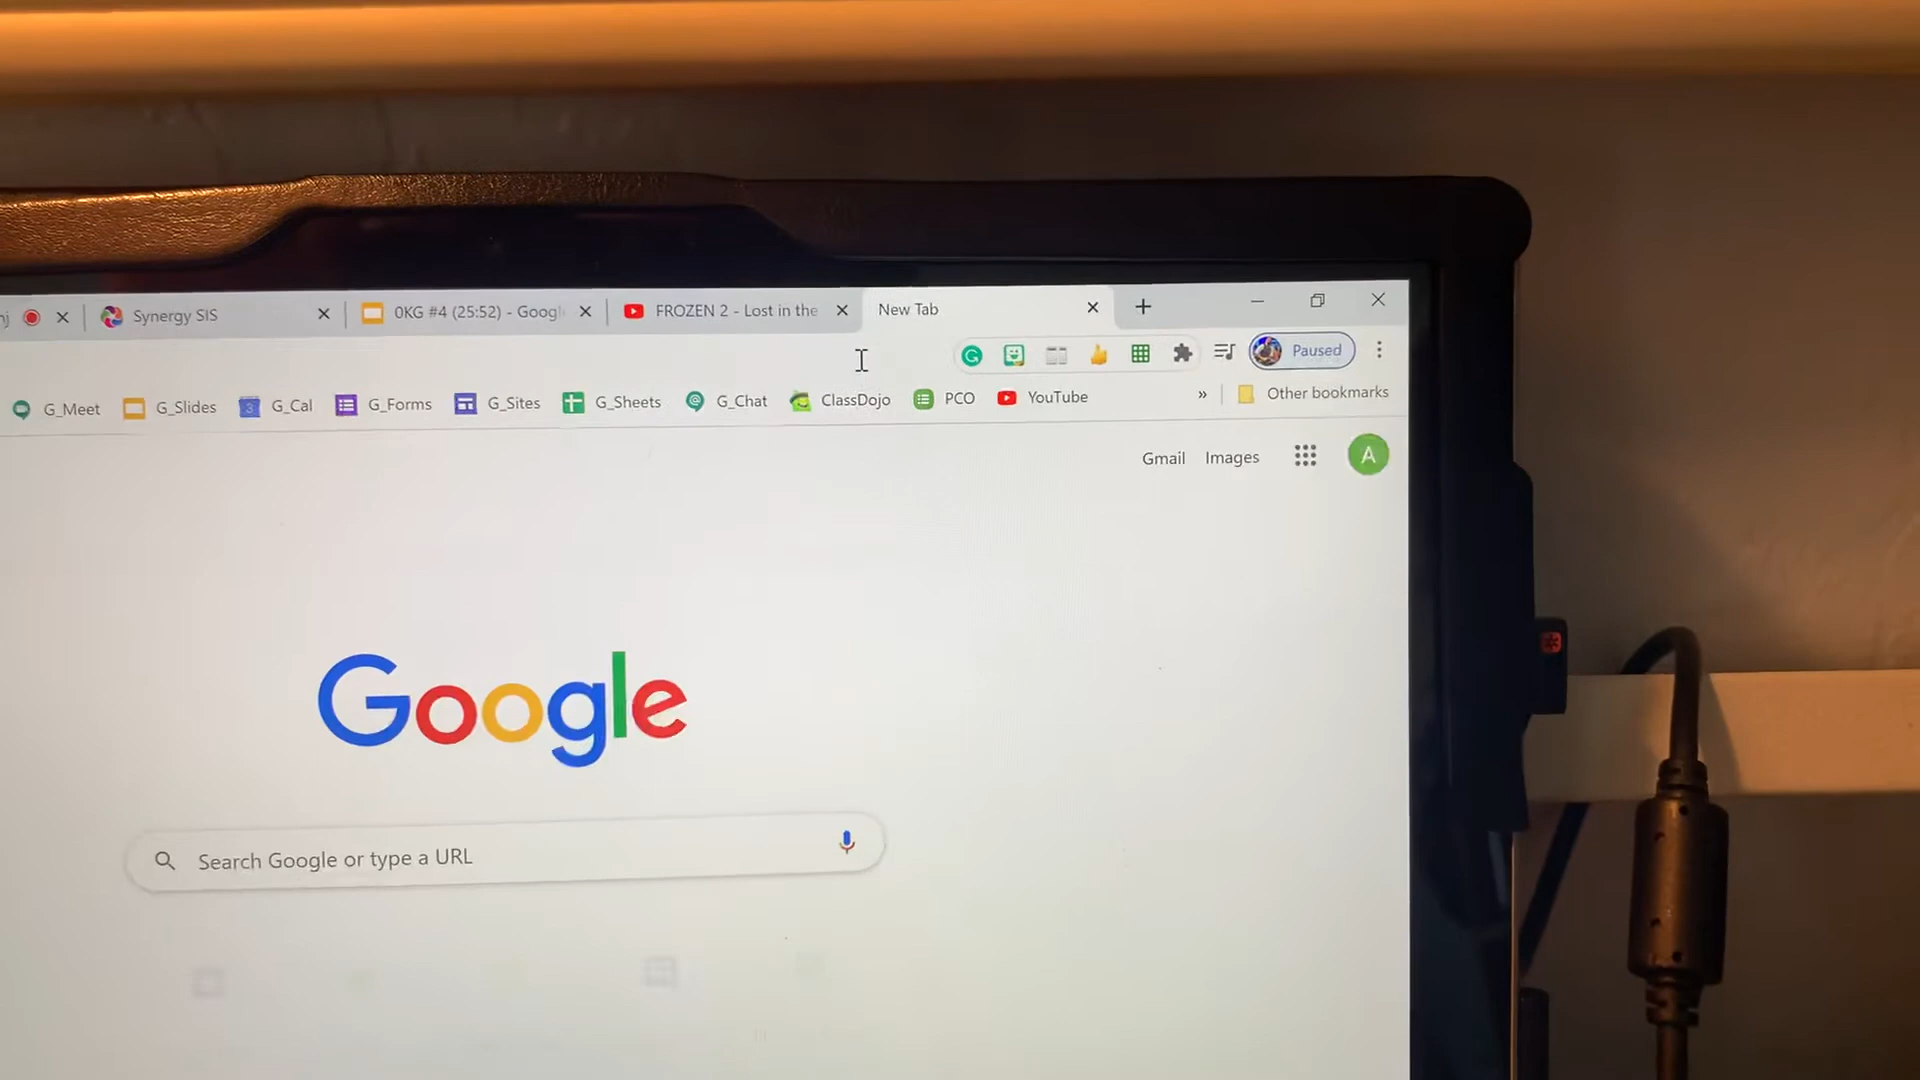 Synergy SIS
0KG #4 (25:52) - Googl
FROZEN 2 - Lost in the
New Tab
Paused
G_Meet
G_Slides
3
G_Cal
G_Forms
G_Sites
G_Sheets
G_Chat
ClassDojo
PCO
YouTube
»
Other bookmarks
Gmail
Images
A
Google
Search Google or type a URL